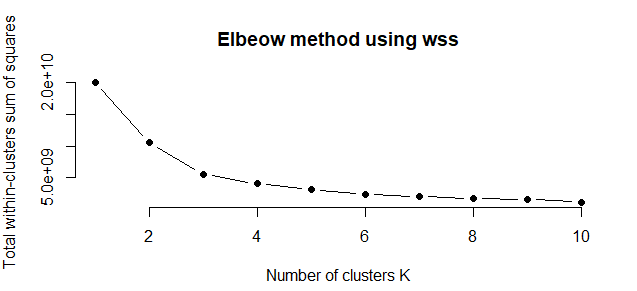 Elbeow method using wss
Total within-clusters sum of squares
2.0e+10
5.0e+09
2 4 6 8 10
Number of clusters K